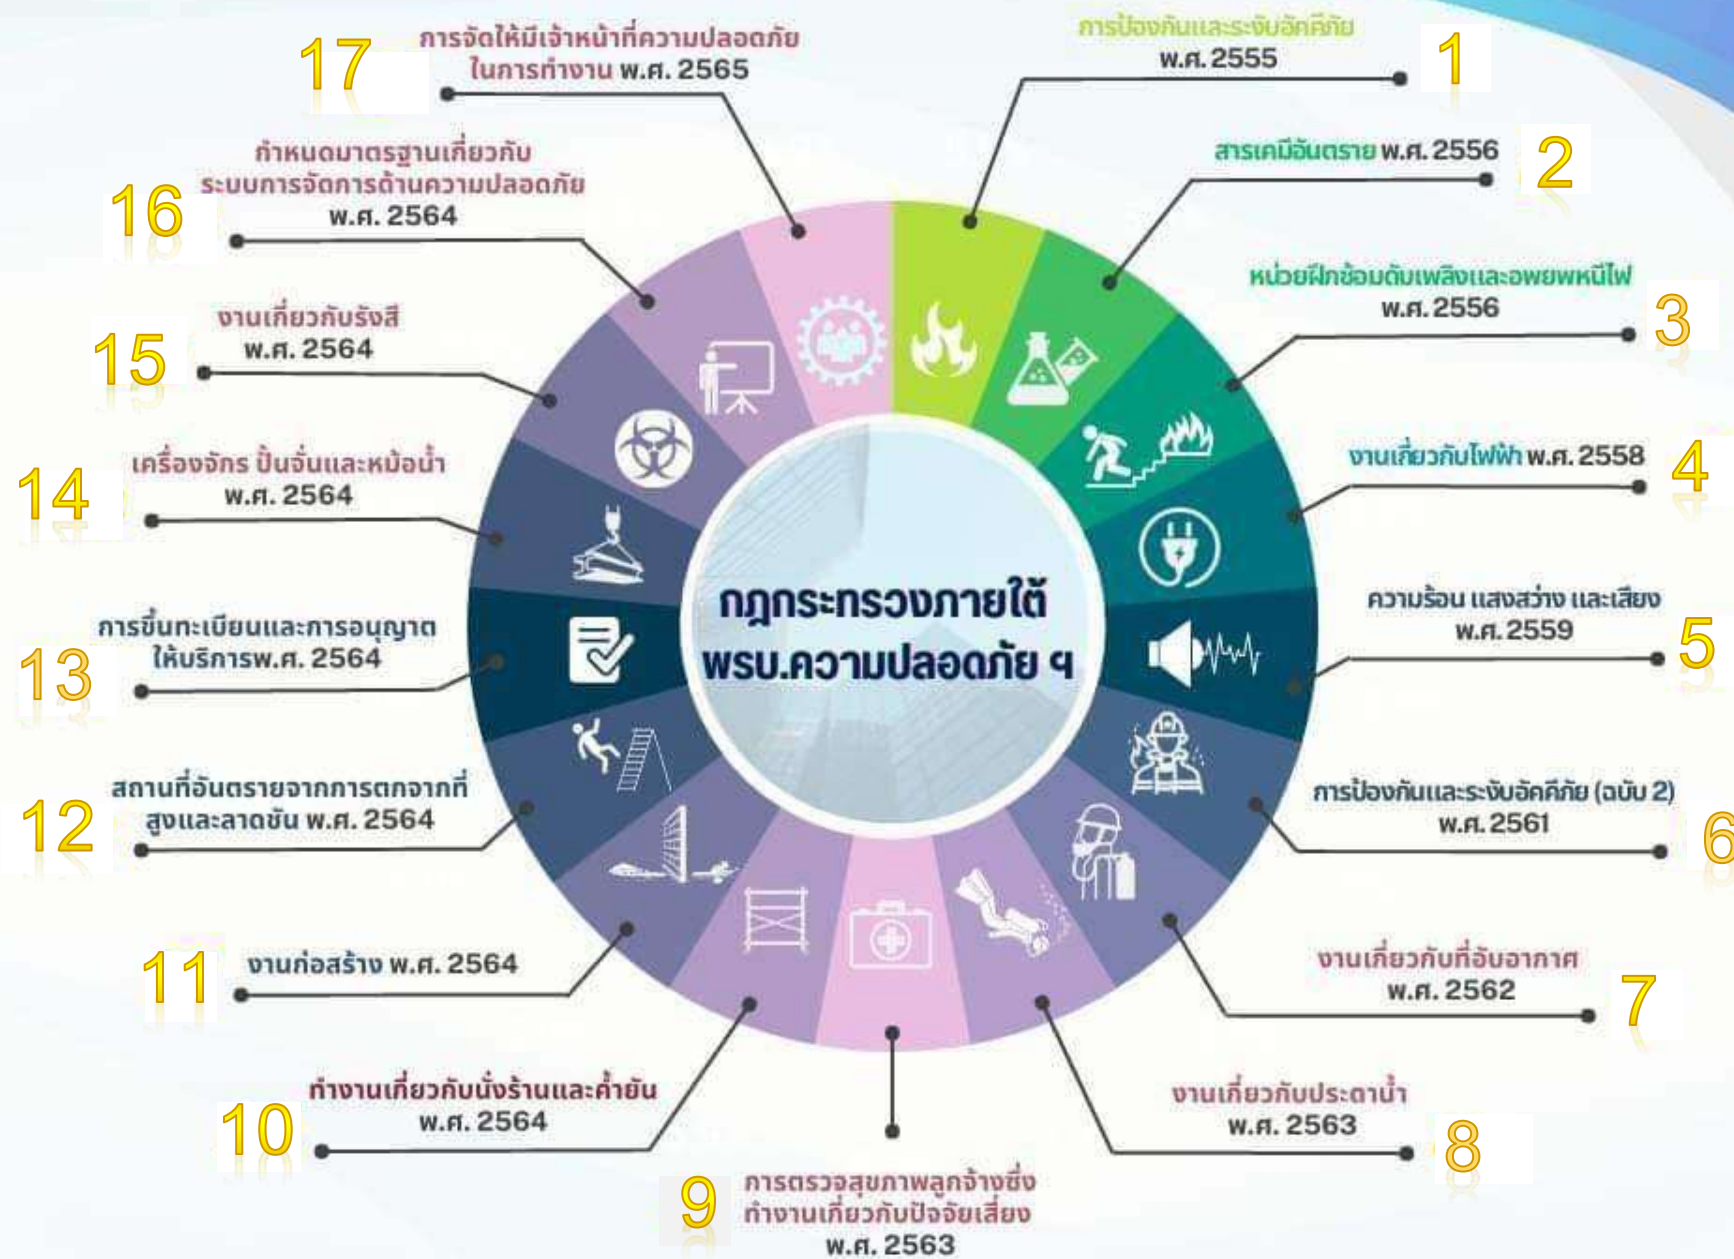 กฎกระทรวงภายใต้
พรบ.ความปลอดภัย ฯ
1
การป้องกันและระงับอัคคีภัย
พ.ศ. 2555
2
สารเคมีอันตราย พ.ศ. 2556
3
หน่วยฝึกซ้อมดับเพลิงและอพยพหนีไฟ
พ.ศ. 2556
4
งานเกี่ยวกับไฟฟ้า พ.ศ. 2558
5
ความร้อน แสงสว่าง และเสียง
พ.ศ. 2559
6
การป้องกันและระงับอัคคีภัย (ฉบับ 2)
พ.ศ. 2561
7
งานเกี่ยวกับที่อับอากาศ
พ.ศ. 2562
8
งานเกี่ยวกับประดาน้ำ
พ.ศ. 2563
9
การตรวจสุขภาพลูกจ้างซึ่ง
ทำงานเกี่ยวกับปัจจัยเสี่ยง
พ.ศ. 2563
10
ทำงานเกี่ยวกับนั่งร้านและค้ำยัน
พ.ศ. 2564
11
งานก่อสร้าง พ.ศ. 2564
12
สถานที่อันตรายจากการตกจากที่
สูงและลาดชัน พ.ศ. 2564
13
การขึ้นทะเบียนและการอนุญาต
ให้บริการพ.ศ. 2564
14
เครื่องจักร ปั้นจั่นและหม้อน้ำ
พ.ศ. 2564
15
งานเกี่ยวกับรังสี
พ.ศ. 2564
16
กำหนดมาตรฐานเกี่ยวกับ
ระบบการจัดการด้านความปลอดภัย
พ.ศ. 2564
17
การจัดให้มีเจ้าหน้าที่ความปลอดภัย
ในการทำงาน พ.ศ. 2565